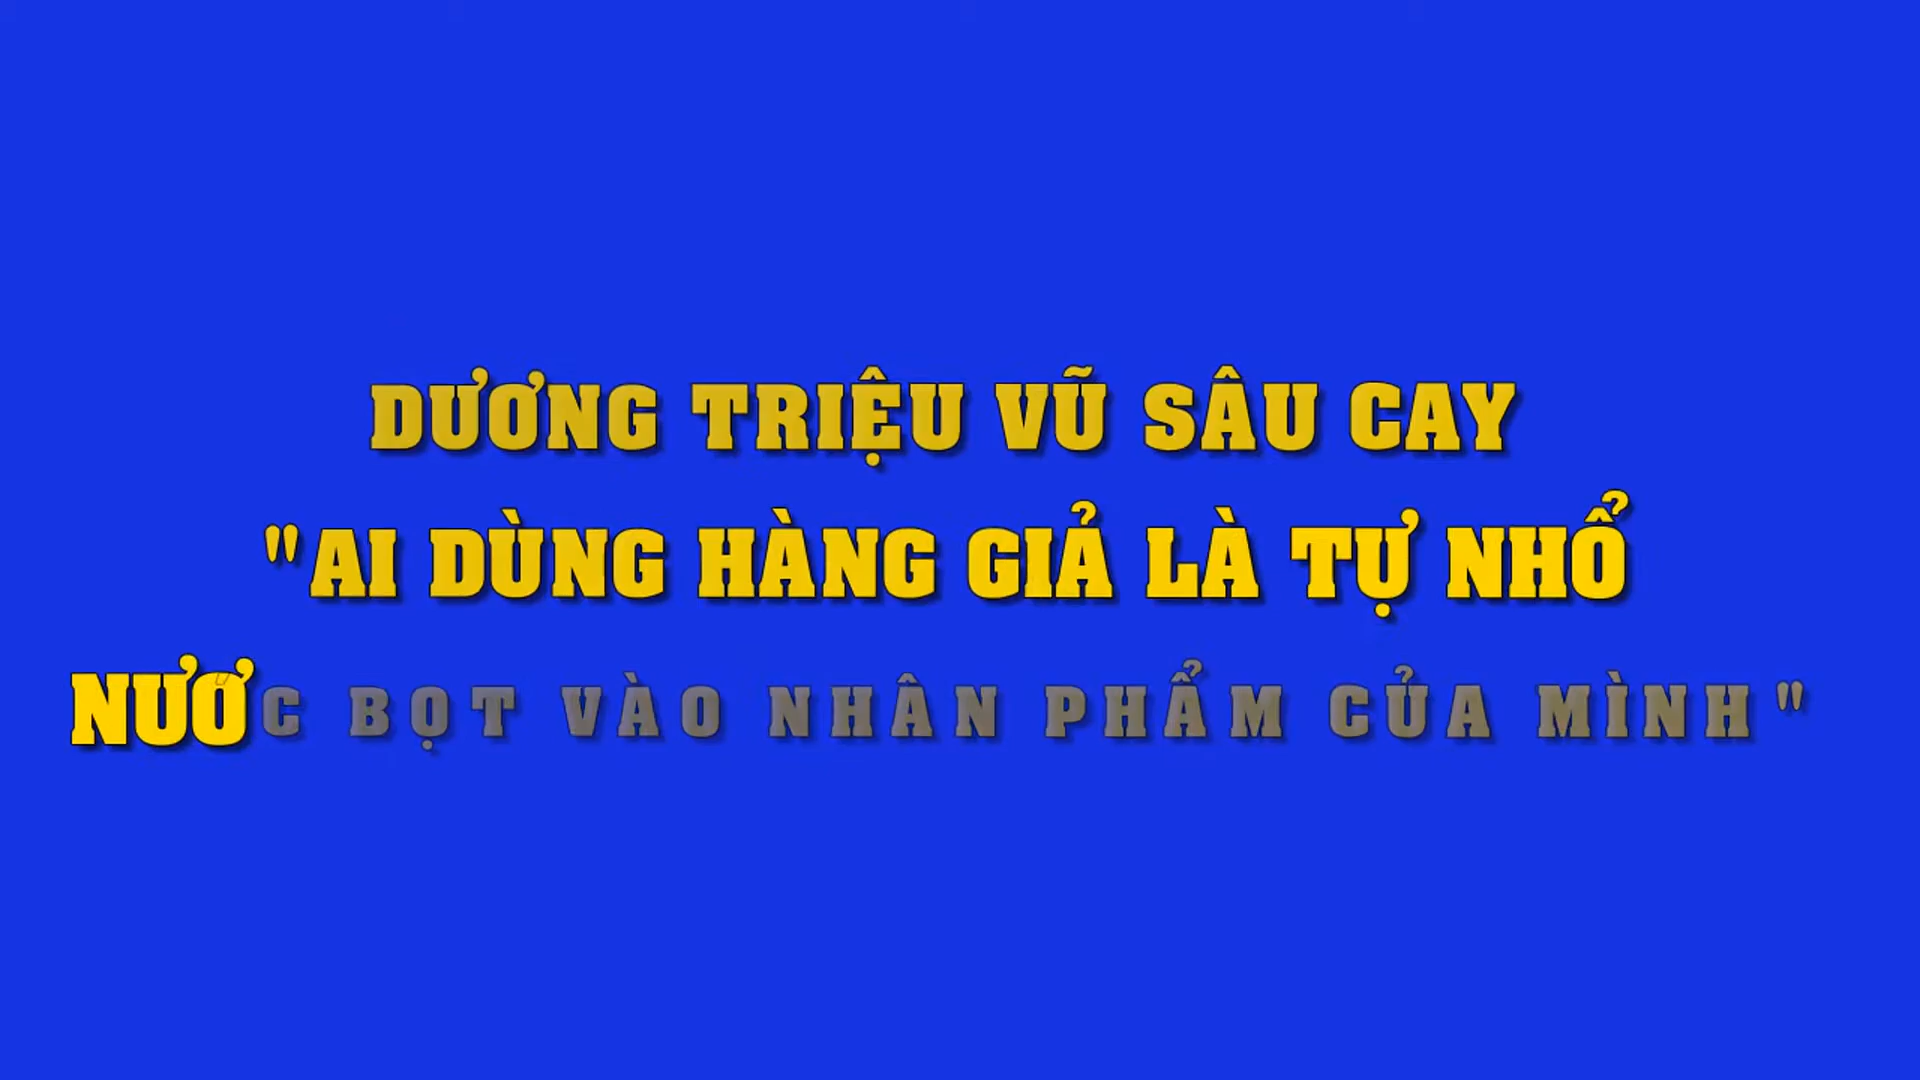 DƯƠNG TRIỆU VŨ SÂU CAY
"AI DÙNG HÀNG GIẢ LÀ TỰ NHỔ
NƯỚC BỌT VÀO NHÂN PHẨM CỦA MÌNH"